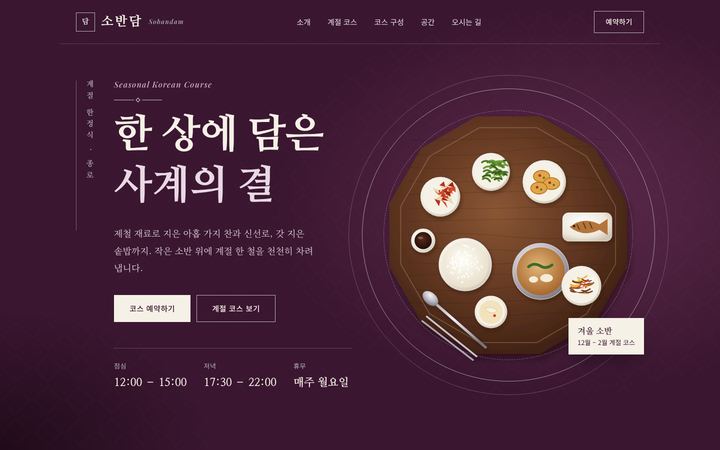 담 소반담 Sobandam
소개 계절 코스 코스 구성 공간 오시는 길
예약하기
계절 한정식 · 종로
Seasonal Korean Course
한 상에 담은
사계의 결
제철 재료로 지은 아홉 가지 찬과 신선로, 갓 지은
솥밥까지. 작은 소반 위에 계절 한 철을 천천히 차려
냅니다.
코스 예약하기 계절 코스 보기
점심 저녁 휴무
12:00 – 15:00 17:30 – 22:00 매주 월요일
겨울 소반
12월 – 2월 계절 코스